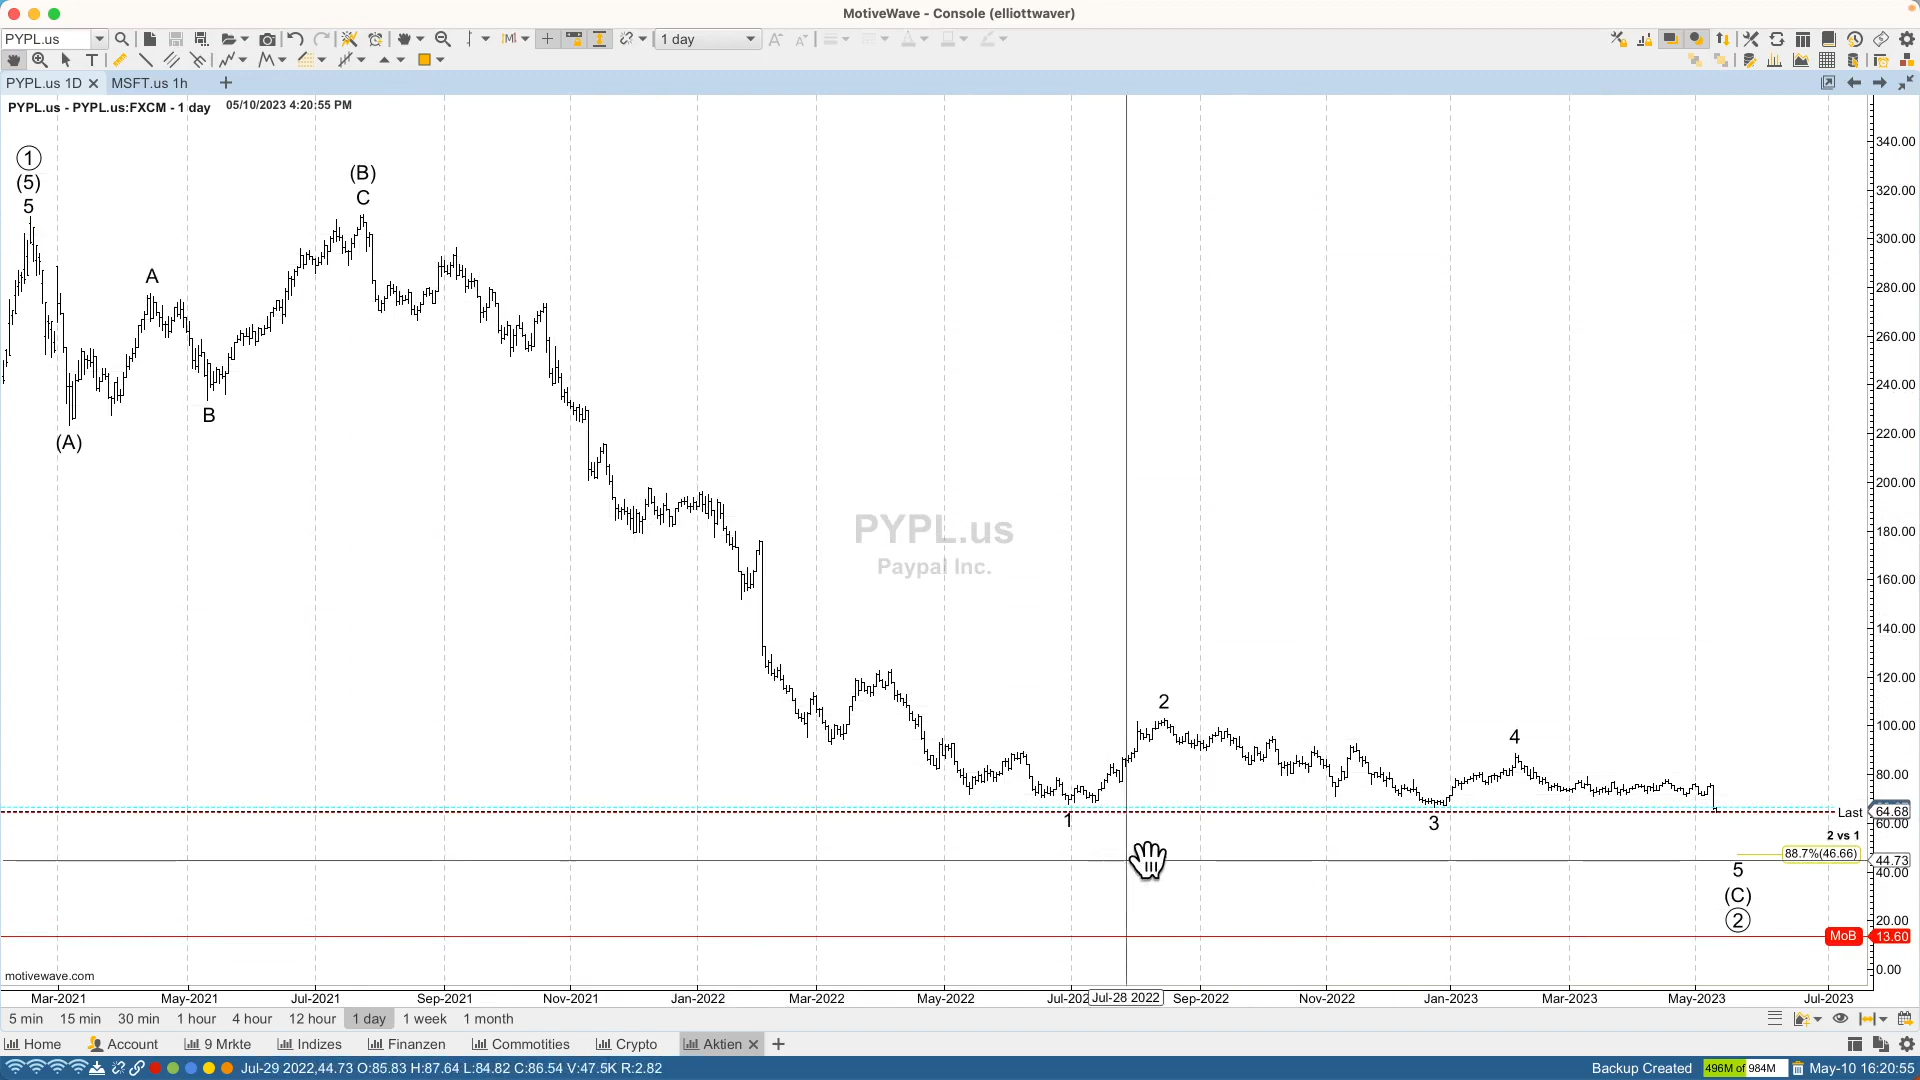 MotiveWave - Console (elliottwaver)
PYPL.us
1 day
PYPL.us 1D
MSFT.us 1h
PYPL.us - PYPL.us:FXCM - 1 day
05/10/2023 4:20:55 PM
1
(5)
5
(A)
A
B
(B)
C
1
2
3
4
5
(C)
2
PYPL.us
Paypal Inc.
340.00
320.00
300.00
280.00
260.00
240.00
220.00
200.00
180.00
160.00
140.00
120.00
100.00
80.00
Last
64.68
60.00
2 vs 1
88.7%(46.66)
44.73
40.00
20.00
MoB
13.60
0.00
motivewave.com
Mar-2021 May-2021 Jul-2021 Sep-2021 Nov-2021 Jan-2022 Mar-2022 May-2022 Jul-202 Jul-28 2022 Sep-2022 Nov-2022 Jan-2023 Mar-2023 May-2023 Jul-2023
5 min 15 min 30 min 1 hour 4 hour 12 hour 1 day 1 week 1 month
Home Account 9 Mrkte Indizes Finanzen Commotities Crypto Aktien
Jul-29 2022,44.73 O:85.83 H:87.64 L:84.82 C:86.54 V:47.5K R:2.82
Backup Created 496M of 984M May-10 16:20:55